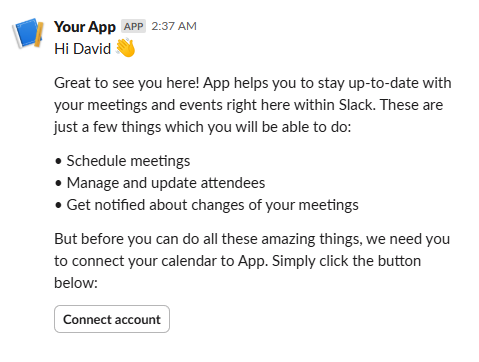 Your App APP 2:37 AM
Hi David 👋
Great to see you here! App helps you to stay up-to-date with
your meetings and events right here within Slack. These are
just a few things which you will be able to do:
• Schedule meetings
• Manage and update attendees
• Get notified about changes of your meetings
But before you can do all these amazing things, we need you
to connect your calendar to App. Simply click the button
below:
Connect account